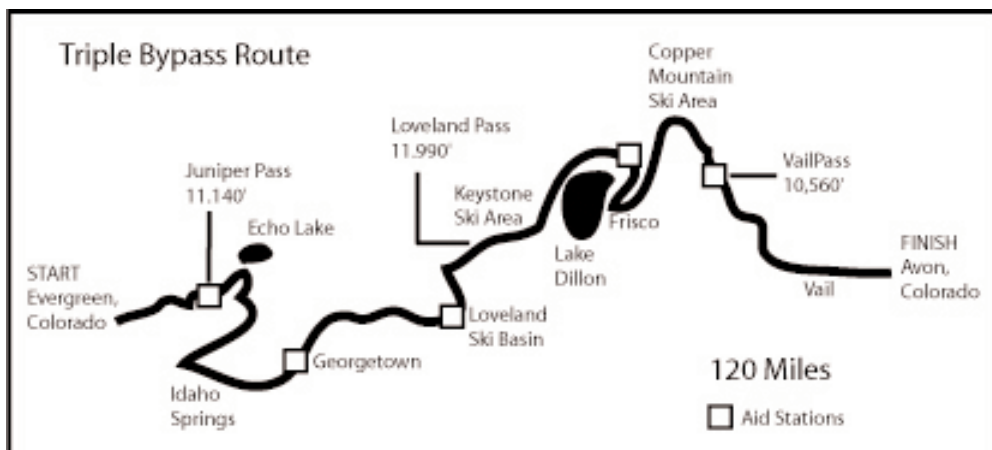 Triple Bypass Route
Copper
Mountain
Ski Area
Loveland Pass
11.990'
Juniper Pass
11.140'
VailPass
10,560'
Keystone
Ski Area
Echo Lake
Frisco
START
Evergreen,
Colorado
Lake
Dillon
FINISH
Avon,
Colorado
Vail
Loveland
Ski Basin
Georgetown
Idaho
Springs
120 Miles
Aid Stations